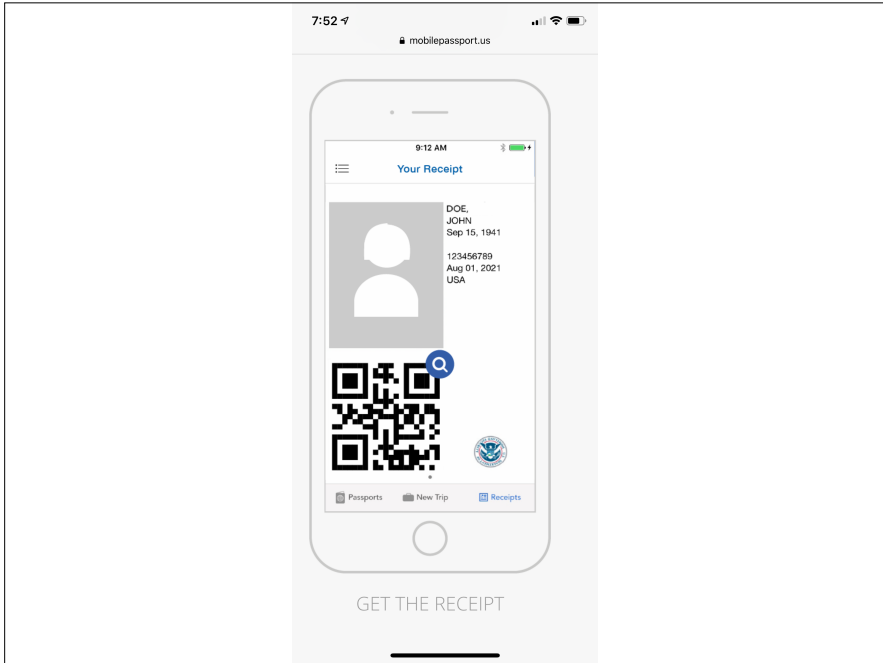 7:52
mobilepassport.us
9:12 AM
Your Receipt
DOE,
JOHN
Sep 15, 1941
123456789
Aug 01, 2021
USA
Passports
New Trip
Receipts
GET THE RECEIPT